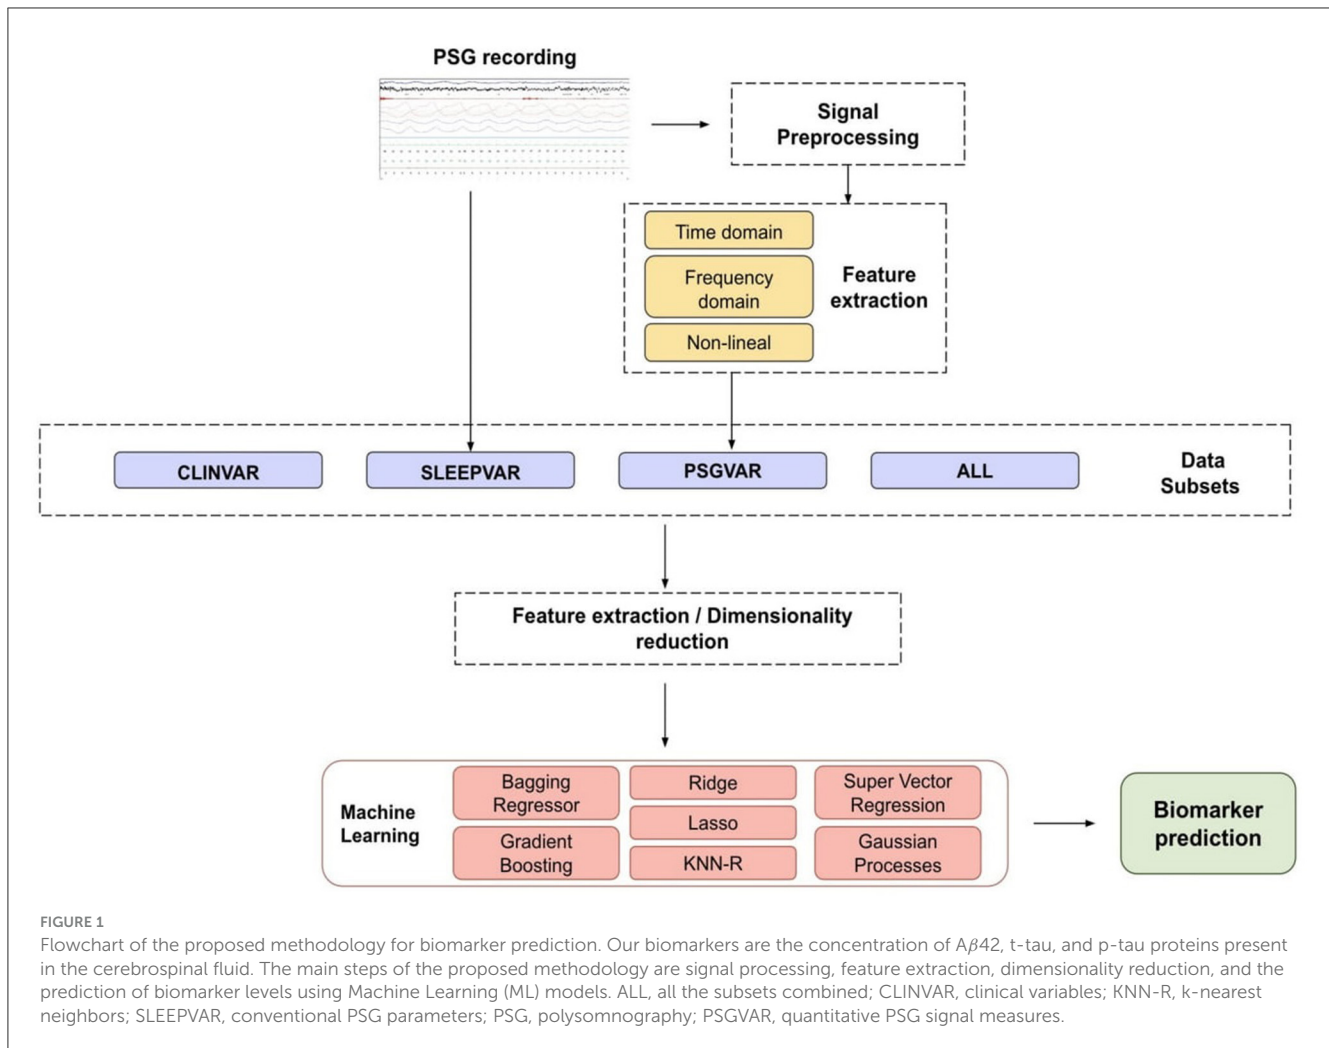 PSG recording
Signal
Preprocessing
Time domain
Frequency
domain
Non-lineal
Feature
extraction
CLINVAR
SLEEPVAR
PSGVAR
ALL
Data
Subsets
Feature extraction / Dimensionality
reduction
Machine
Learning
Bagging
Regressor
Gradient
Boosting
Ridge
Lasso
KNN-R
Super Vector
Regression
Gaussian
Processes
Biomarker
prediction
FIGURE 1
Flowchart of the proposed methodology for biomarker prediction. Our biomarkers are the concentration of Aβ42, t-tau, and p-tau proteins present
in the cerebrospinal fluid. The main steps of the proposed methodology are signal processing, feature extraction, dimensionality reduction, and the
prediction of biomarker levels using Machine Learning (ML) models. ALL, all the subsets combined; CLINVAR, clinical variables; KNN-R, k-nearest
neighbors; SLEEPVAR, conventional PSG parameters; PSG, polysomnography; PSGVAR, quantitative PSG signal measures.